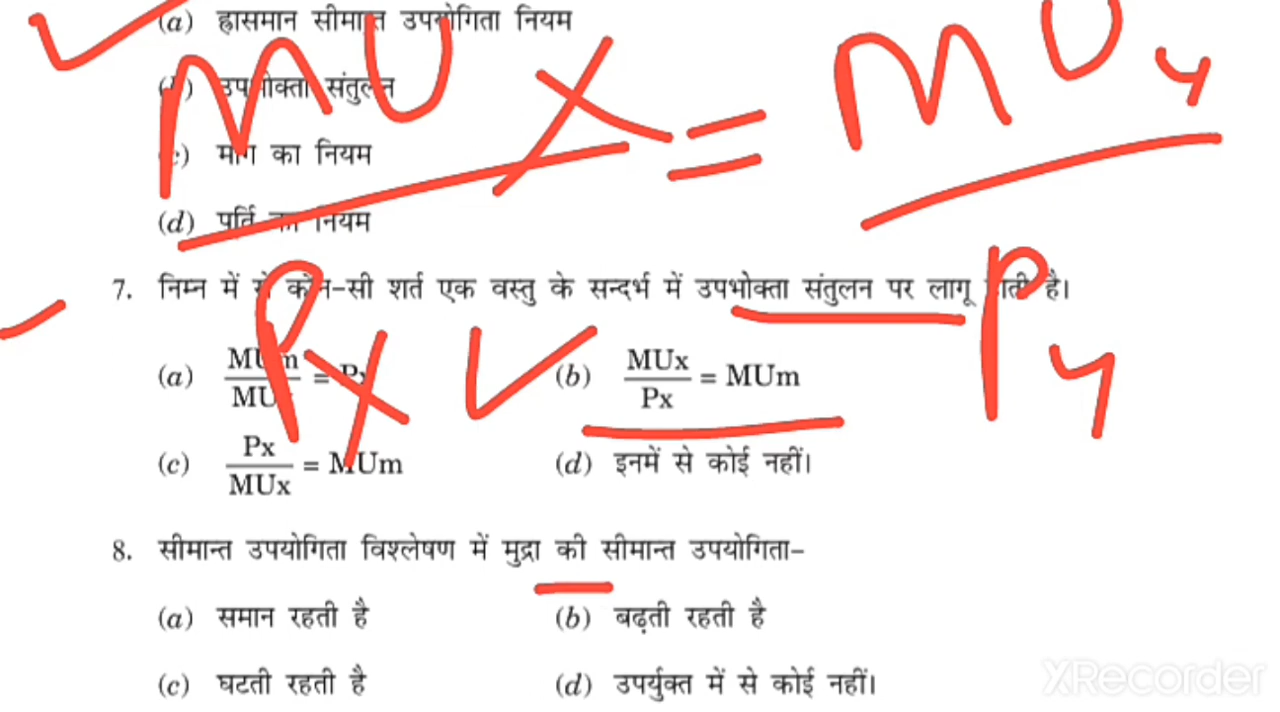 (a) ह्रासमान सीमान्त उपयोगिता नियम
(b) उपभोक्ता संतुलन
(c) माँग का नियम
(d) पूर्ति का नियम
MUx = MUy
Px Py
7. निम्न में से कौन-सी शर्त एक वस्तु के सन्दर्भ में उपभोक्ता संतुलन पर लागू होती है।
(a) MUm / MUx = Px (b) MUx / Px = MUm
(c) Px / MUx = MUm (d) इनमें से कोई नहीं।
8. सीमान्त उपयोगिता विश्लेषण में मुद्रा की सीमान्त उपयोगिता–
(a) समान रहती है (b) बढ़ती रहती है
(c) घटती रहती है (d) उपर्युक्त में से कोई नहीं।
XRecorder